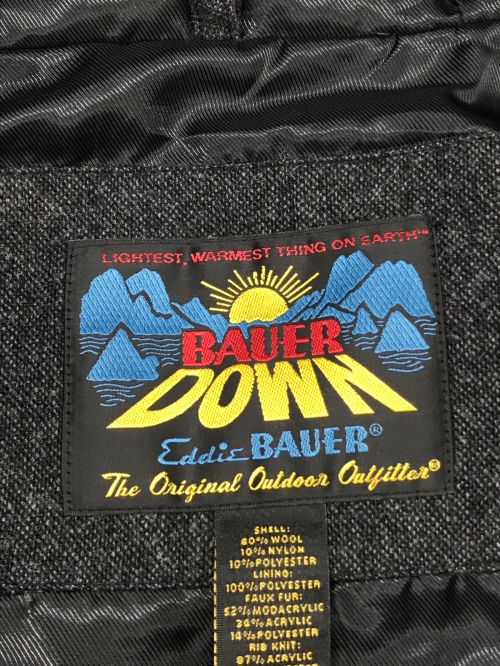 LIGHTEST, WARMEST THING ON EARTH™
BAUER
DOWN
Eddie BAUER®
The Original Outdoor Outfitter®
SHELL:
80% WOOL
10% NYLON
10% POLYESTER
LINING:
100% POLYESTER
FAUX FUR:
52% MODACRYLIC
34% ACRYLIC
14% POLYESTER
RIB KNIT:
87% ACRYLIC